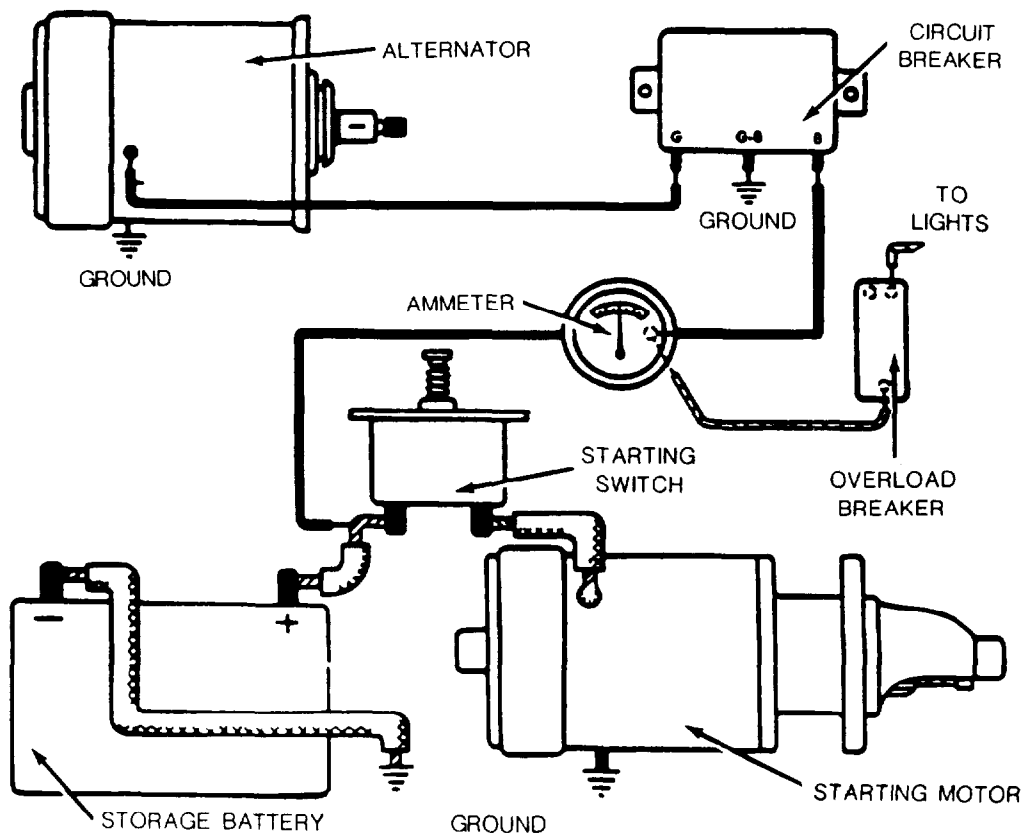 ALTERNATOR
CIRCUIT
BREAKER
G
G-B
B
GROUND
TO
LIGHTS
GROUND
AMMETER
STARTING
SWITCH
OVERLOAD
BREAKER
−
+
STORAGE BATTERY
GROUND
STARTING MOTOR